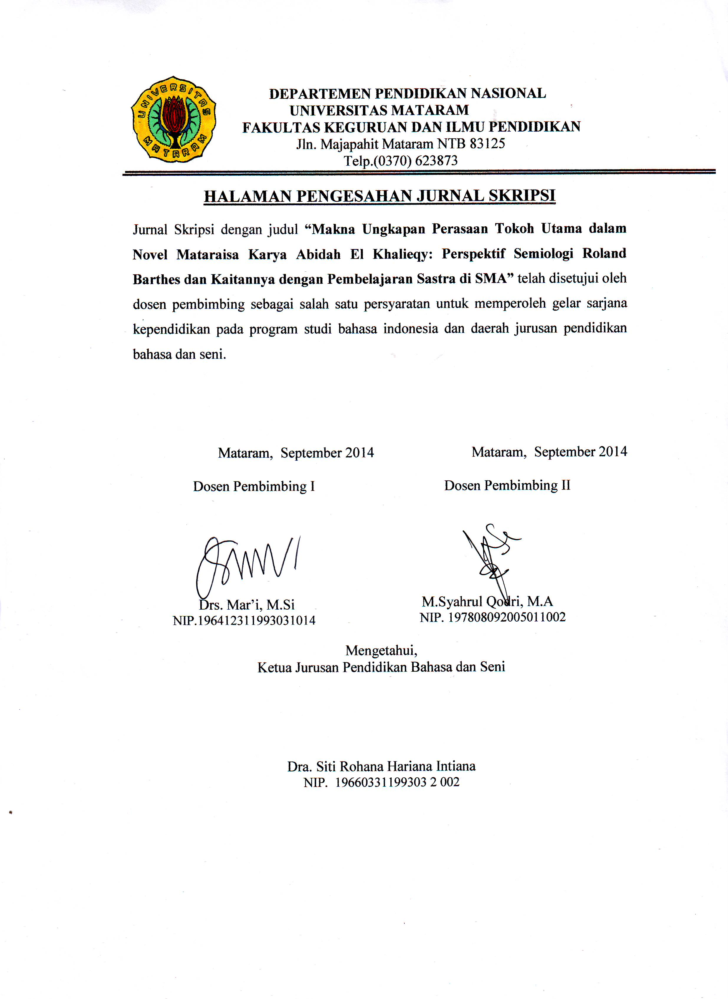 UNIVERSITAS MATARAM
DEPARTEMEN PENDIDIKAN NASIONAL
UNIVERSITAS MATARAM
FAKULTAS KEGURUAN DAN ILMU PENDIDIKAN
Jln. Majapahit Mataram NTB 83125
Telp.(0370) 623873
HALAMAN PENGESAHAN JURNAL SKRIPSI
Jurnal Skripsi dengan judul “Makna Ungkapan Perasaan Tokoh Utama dalam
Novel Mataraisa Karya Abidah El Khalieqy: Perspektif Semiologi Roland
Barthes dan Kaitannya dengan Pembelajaran Sastra di SMA” telah disetujui oleh
dosen pembimbing sebagai salah satu persyaratan untuk memperoleh gelar sarjana
kependidikan pada program studi bahasa indonesia dan daerah jurusan pendidikan
bahasa dan seni.
Mataram, September 2014 Mataram, September 2014
Dosen Pembimbing I Dosen Pembimbing II
Drs. Mar’i, M.Si M.Syahrul Qodri, M.A
NIP.196412311993031014 NIP. 197808092005011002
Mengetahui,
Ketua Jurusan Pendidikan Bahasa dan Seni
Dra. Siti Rohana Hariana Intiana
NIP. 19660331199303 2 002